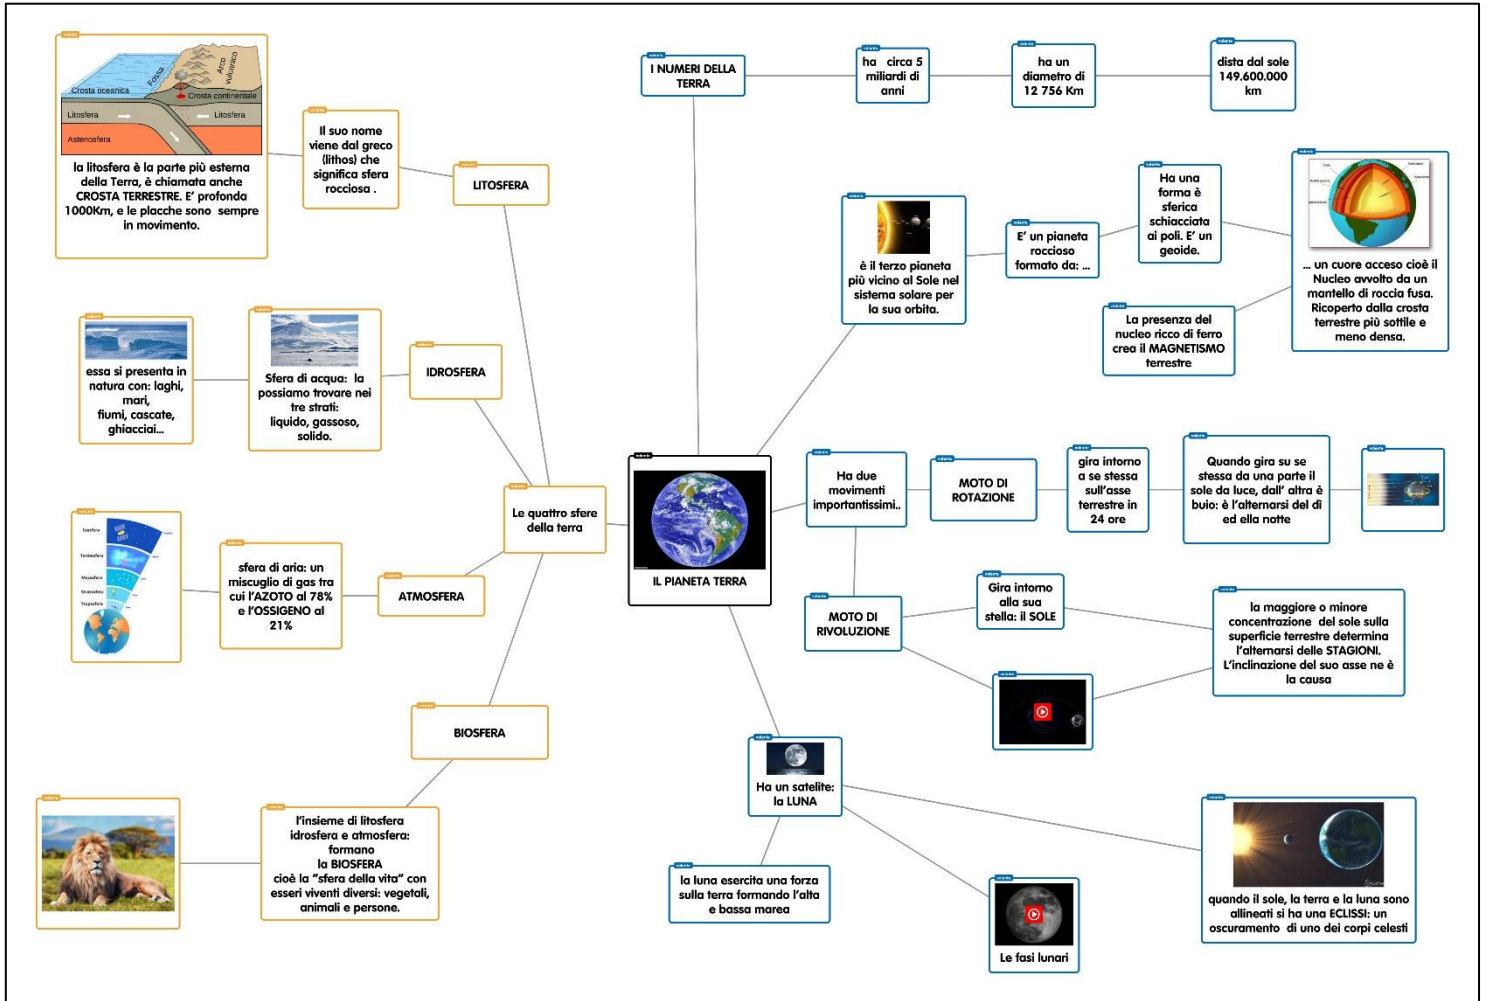 Fossa
Arco
vulcanico
Crosta oceanica
Crosta continentale
Litosfera
Litosfera
Astenosfera
la litosfera è la parte più esterna
della Terra, è chiamata anche
CROSTA TERRESTRE. E' profonda
1000Km, e le placche sono sempre
in movimento.
Il suo nome
viene dal greco
(lithos) che
significa sfera
rocciosa .
LITOSFERA
I NUMERI DELLA
TERRA
ha circa 5
miliardi di
anni
ha un
diametro di
12 756 Km
dista dal sole
149.600.000
km
è il terzo pianeta
più vicino al Sole nel
sistema solare per
la sua orbita.
E' un pianeta
roccioso
formato da: ...
Ha una
forma è
sferica
schiacciata
ai poli. E' un
geoide.
... un cuore acceso cioè il
Nucleo avvolto da un
mantello di roccia fusa.
Ricoperto dalla crosta
terrestre più sottile e
meno densa.
La presenza del
nucleo ricco di ferro
crea il MAGNETISMO
terrestre
essa si presenta in
natura con: laghi,
mari,
fiumi, cascate,
ghiacciai...
Sfera di acqua: la
possiamo trovare nei
tre strati:
liquido, gassoso,
solido.
IDROSFERA
Le quattro sfere
della terra
IL PIANETA TERRA
Ha due
movimenti
importantissimi..
MOTO DI
ROTAZIONE
gira intorno
a se stessa
sull'asse
terrestre in
24 ore
Quando gira su se
stessa da una parte il
sole da luce, dall' altra è
buio: è l'alternarsi del dì
ed ella notte
Esosfera
Termosfera
Mesosfera
Stratosfera
Troposfera
sfera di aria: un
miscuglio di gas tra
cui l'AZOTO al 78%
e l'OSSIGENO al
21%
ATMOSFERA
MOTO DI
RIVOLUZIONE
Gira intorno
alla sua
stella: il SOLE
la maggiore o minore
concentrazione del sole sulla
superficie terrestre determina
l'alternarsi delle STAGIONI.
L'inclinazione del suo asse ne è
la causa
BIOSFERA
l'insieme di litosfera
idrosfera e atmosfera:
formano
la BIOSFERA
cioè la "sfera della vita" con
esseri viventi diversi: vegetali,
animali e persone.
Ha un satelite:
la LUNA
la luna esercita una forza
sulla terra formando l'alta
e bassa marea
Le fasi lunari
quando il sole, la terra e la luna sono
allineati si ha una ECLISSI: un
oscuramento di uno dei corpi celesti